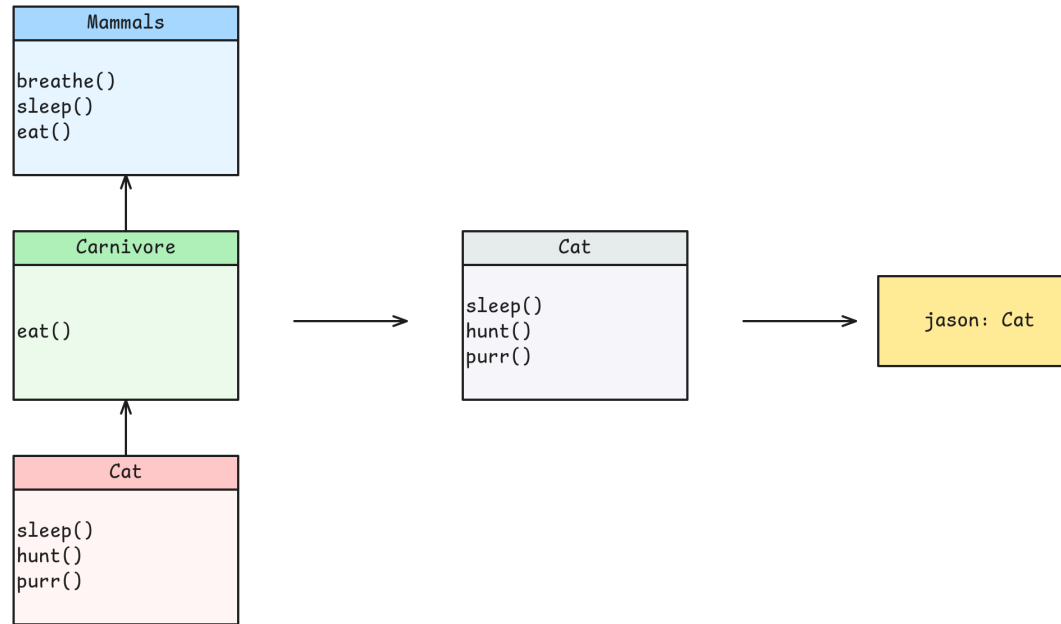 Mammals
breathe()
sleep()
eat()
Carnivore
eat()
Cat
sleep()
hunt()
purr()
Cat
sleep()
hunt()
purr()
jason: Cat